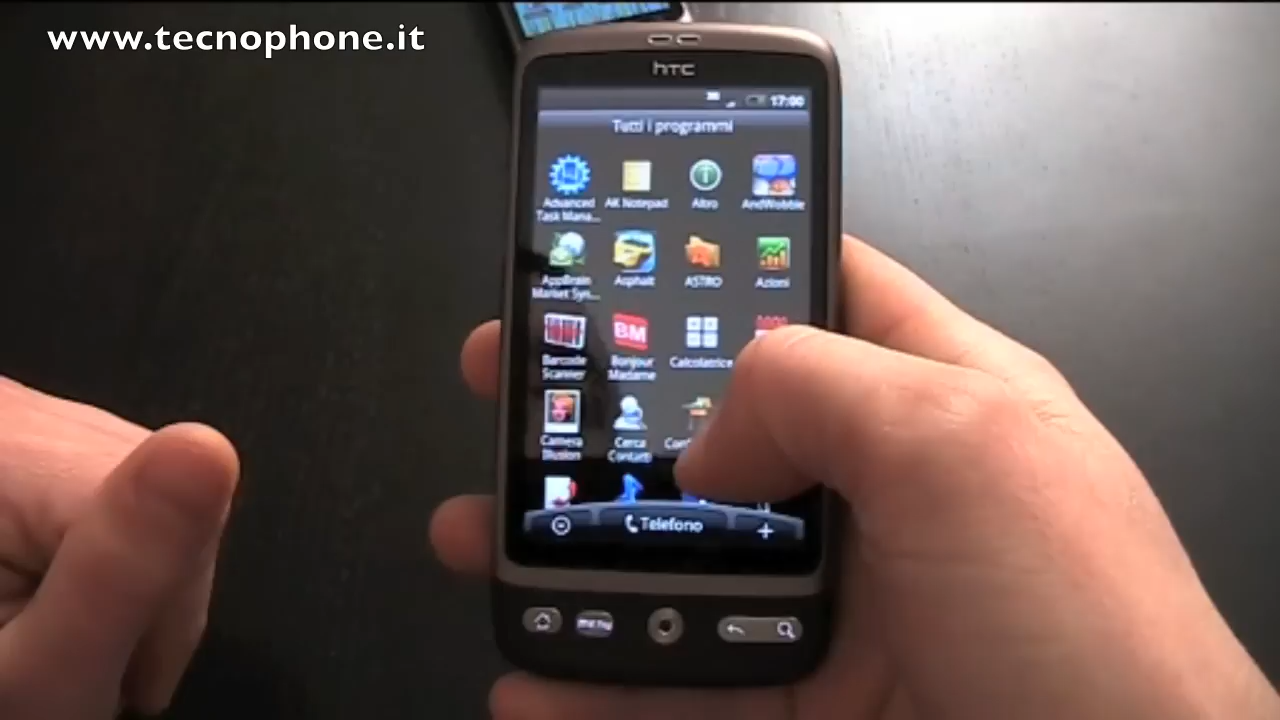 www.tecnophone.it
hTC
17:00
Tutti i programmi
Advanced
Task Mana...
AK Notepad
Altro
AndWobble
AppBrain
Market Syn...
Asphalt
ASTRO
Azioni
Barcode
Scanner
BM
Bonjour
Madame
Calcolatrice
Camera
Illusion
Cerca
Contatti
Telefono
menu